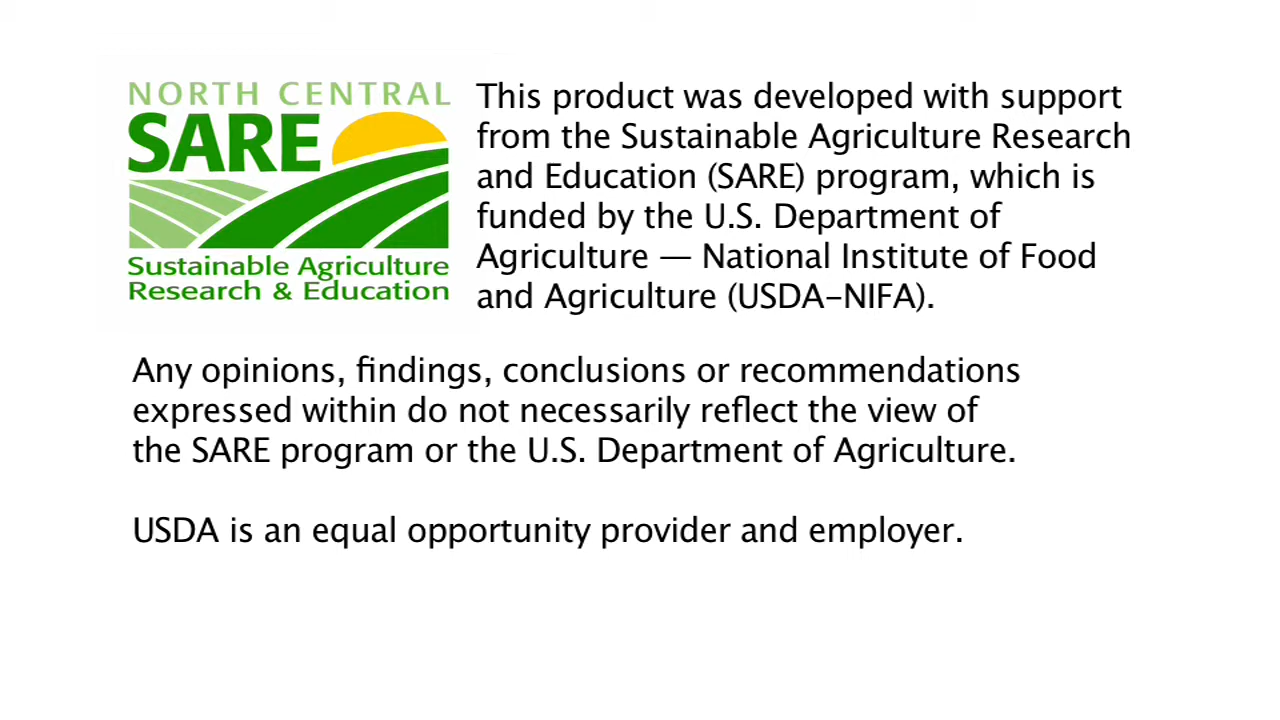 NORTH CENTRAL
SARE
Sustainable Agriculture
Research & Education
This product was developed with support
from the Sustainable Agriculture Research
and Education (SARE) program, which is
funded by the U.S. Department of
Agriculture — National Institute of Food
and Agriculture (USDA–NIFA).
Any opinions, findings, conclusions or recommendations
expressed within do not necessarily reflect the view of
the SARE program or the U.S. Department of Agriculture.
USDA is an equal opportunity provider and employer.